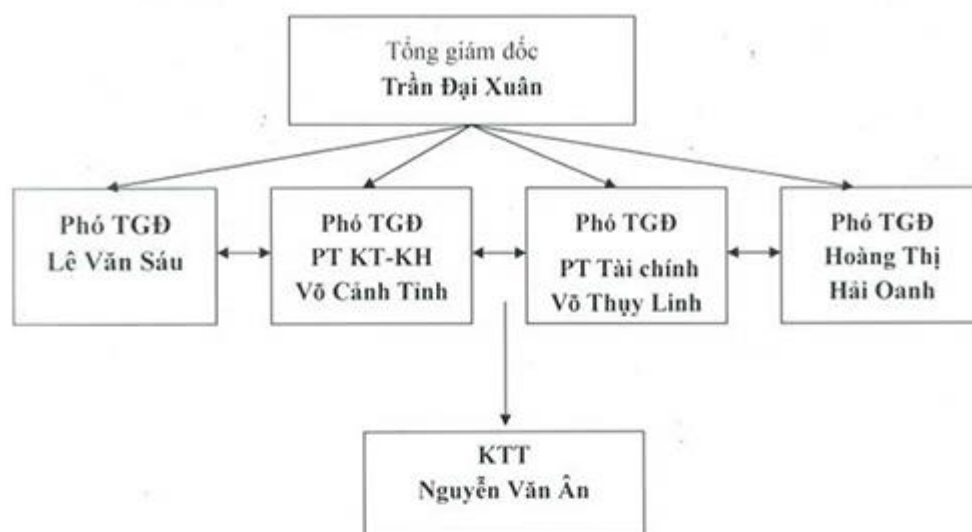 Tổng giám đốc
Trần Đại Xuân
Phó TGĐ
Lê Văn Sáu
Phó TGĐ
PT KT-KH
Võ Cảnh Tinh
Phó TGĐ
PT Tài chính
Võ Thụy Linh
Phó TGĐ
Hoàng Thị
Hải Oanh
KTT
Nguyễn Văn Ân